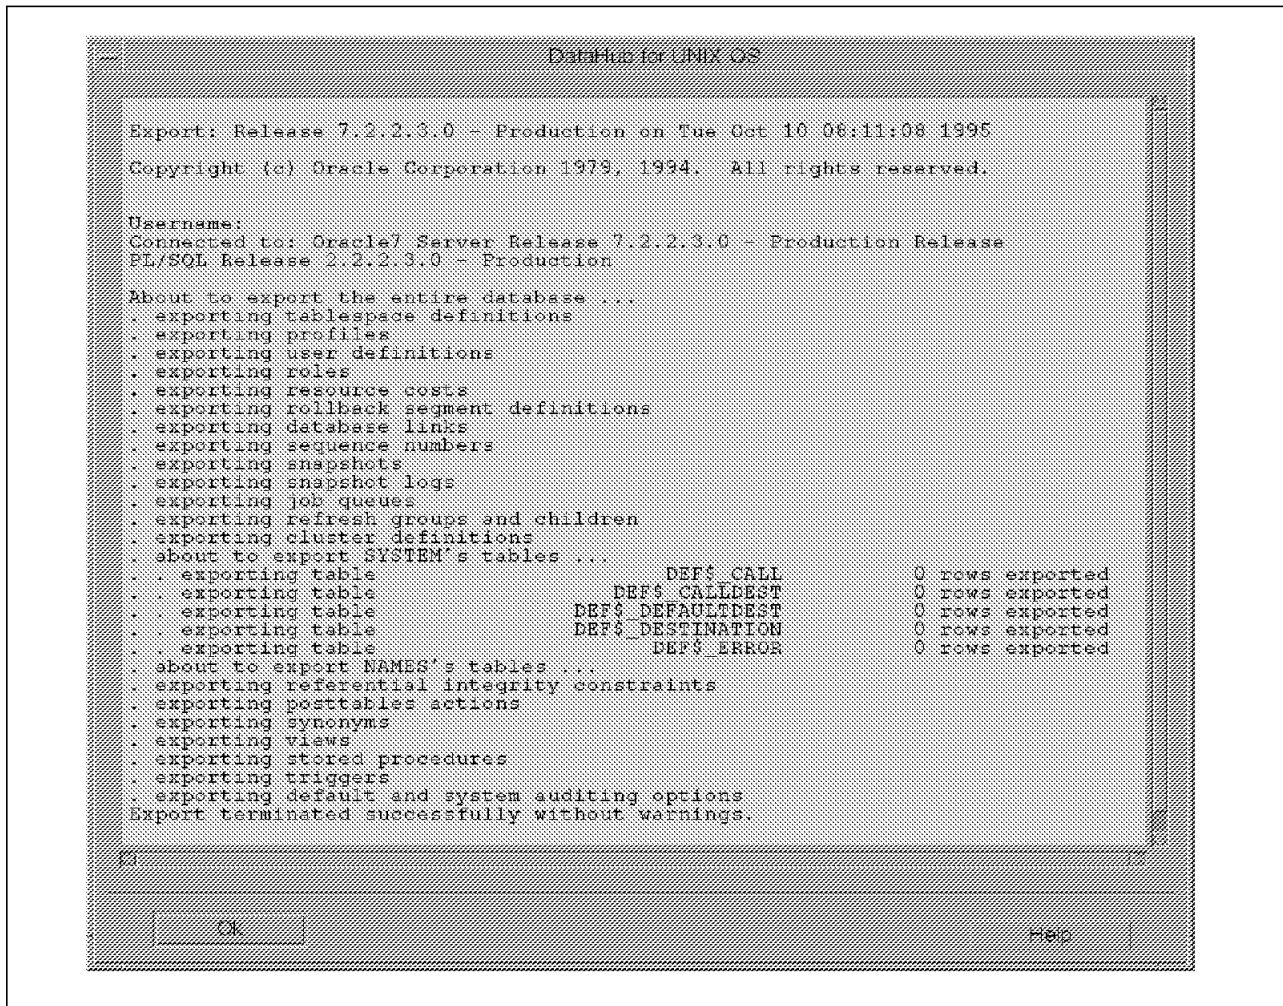 DataHub for UNIX OS
Export: Release 7.2.2.3.0 - Production on Tue Oct 10 08:11:08 1995
Copyright (c) Oracle Corporation 1979, 1994.  All rights reserved.
Username:
Connected to: Oracle7 Server Release 7.2.2.3.0 - Production Release
PL/SQL Release 2.2.2.3.0 - Production
About to export the entire database ...
. exporting tablespace definitions
. exporting profiles
. exporting user definitions
. exporting roles
. exporting resource costs
. exporting rollback segment definitions
. exporting database links
. exporting sequence numbers
. exporting snapshots
. exporting snapshot logs
. exporting job queues
. exporting refresh groups and children
. exporting cluster definitions
. about to export SYSTEM's tables ...
. . exporting table DEF$_CALL 0 rows exported
. . exporting table DEF$_CALLDEST 0 rows exported
. . exporting table DEF$_DEFAULTDEST 0 rows exported
. . exporting table DEF$_DESTINATION 0 rows exported
. . exporting table DEF$_ERROR 0 rows exported
. about to export NAMES's tables ...
. exporting referential integrity constraints
. exporting posttables actions
. exporting synonyms
. exporting views
. exporting stored procedures
. exporting triggers
. exporting default and system auditing options
Export terminated successfully without warnings.
Ok Help